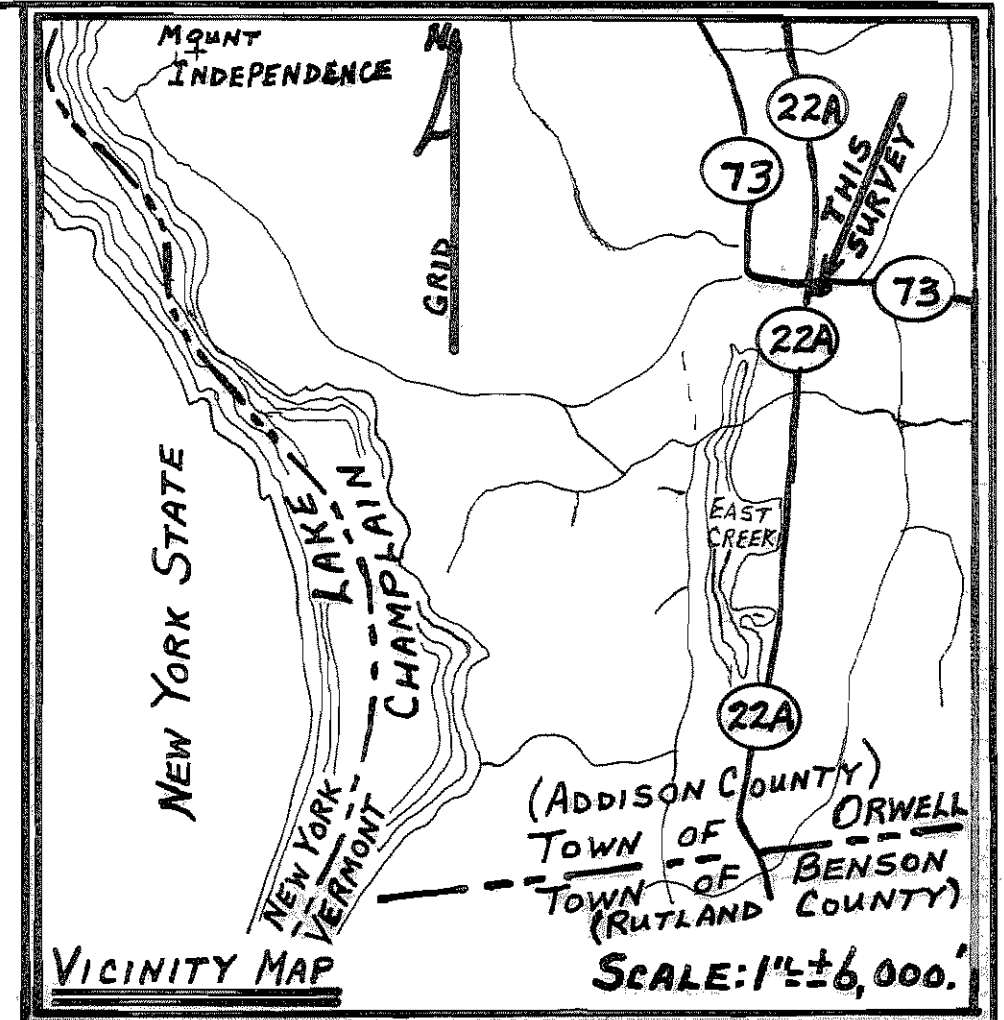 MOUNT
INDEPENDENCE
N
GRID
22A
73
THIS
SURVEY
73
22A
EAST
CREEK
LAKE
CHAMPLAIN
NEW YORK STATE
22A
NEW YORK
VERMONT
(ADDISON COUNTY)
TOWN OF ORWELL
TOWN OF BENSON
(RUTLAND COUNTY)
VICINITY MAP
SCALE: 1"=±6,000.'